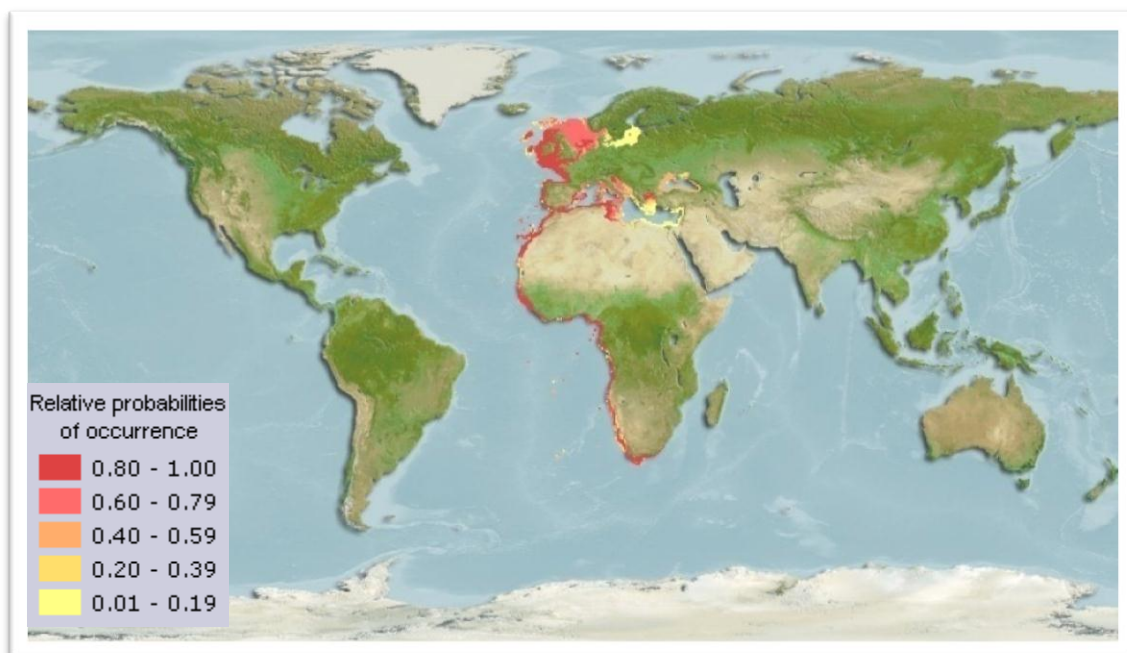 Relative probabilities
of occurrence
0.80 - 1.00
0.60 - 0.79
0.40 - 0.59
0.20 - 0.39
0.01 - 0.19